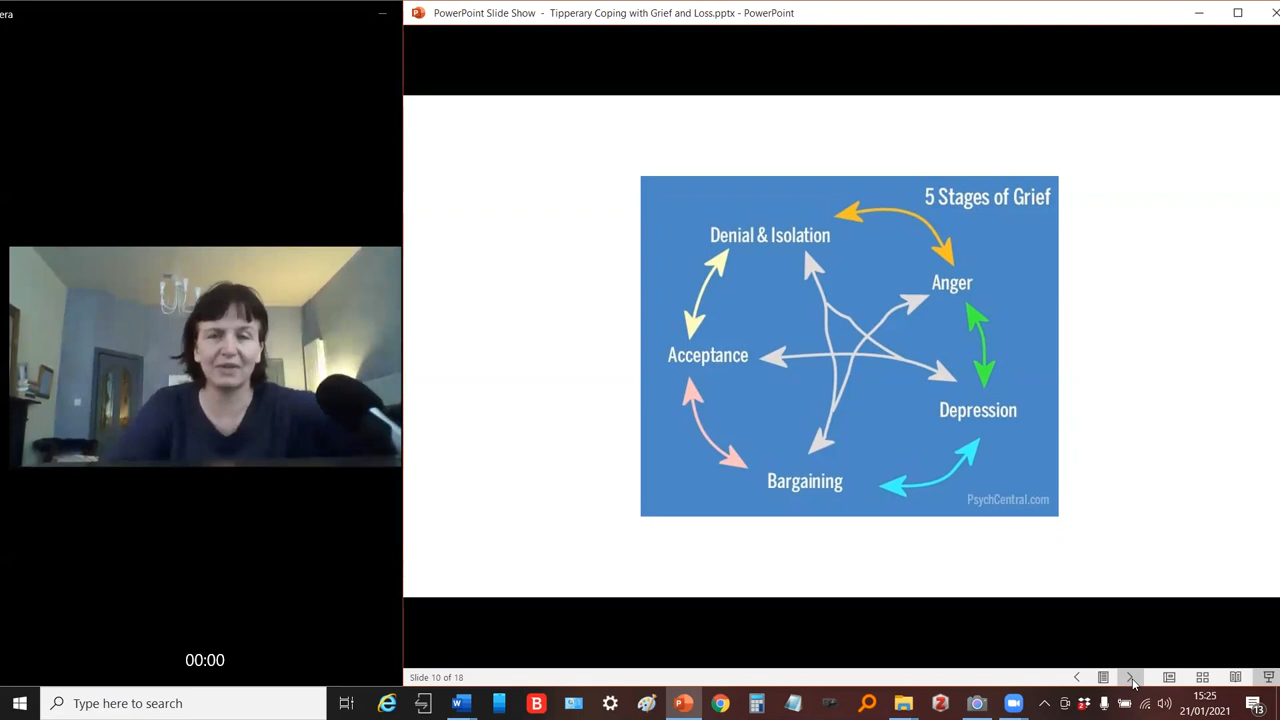 era
PowerPoint Slide Show - Tipperary Coping with Grief and Loss.pptx - PowerPoint
5 Stages of Grief
Denial & Isolation
Anger
Acceptance
Depression
Bargaining
PsychCentral.com
00:00
Slide 10 of 18
Type here to search
15:25
21/01/2021
13